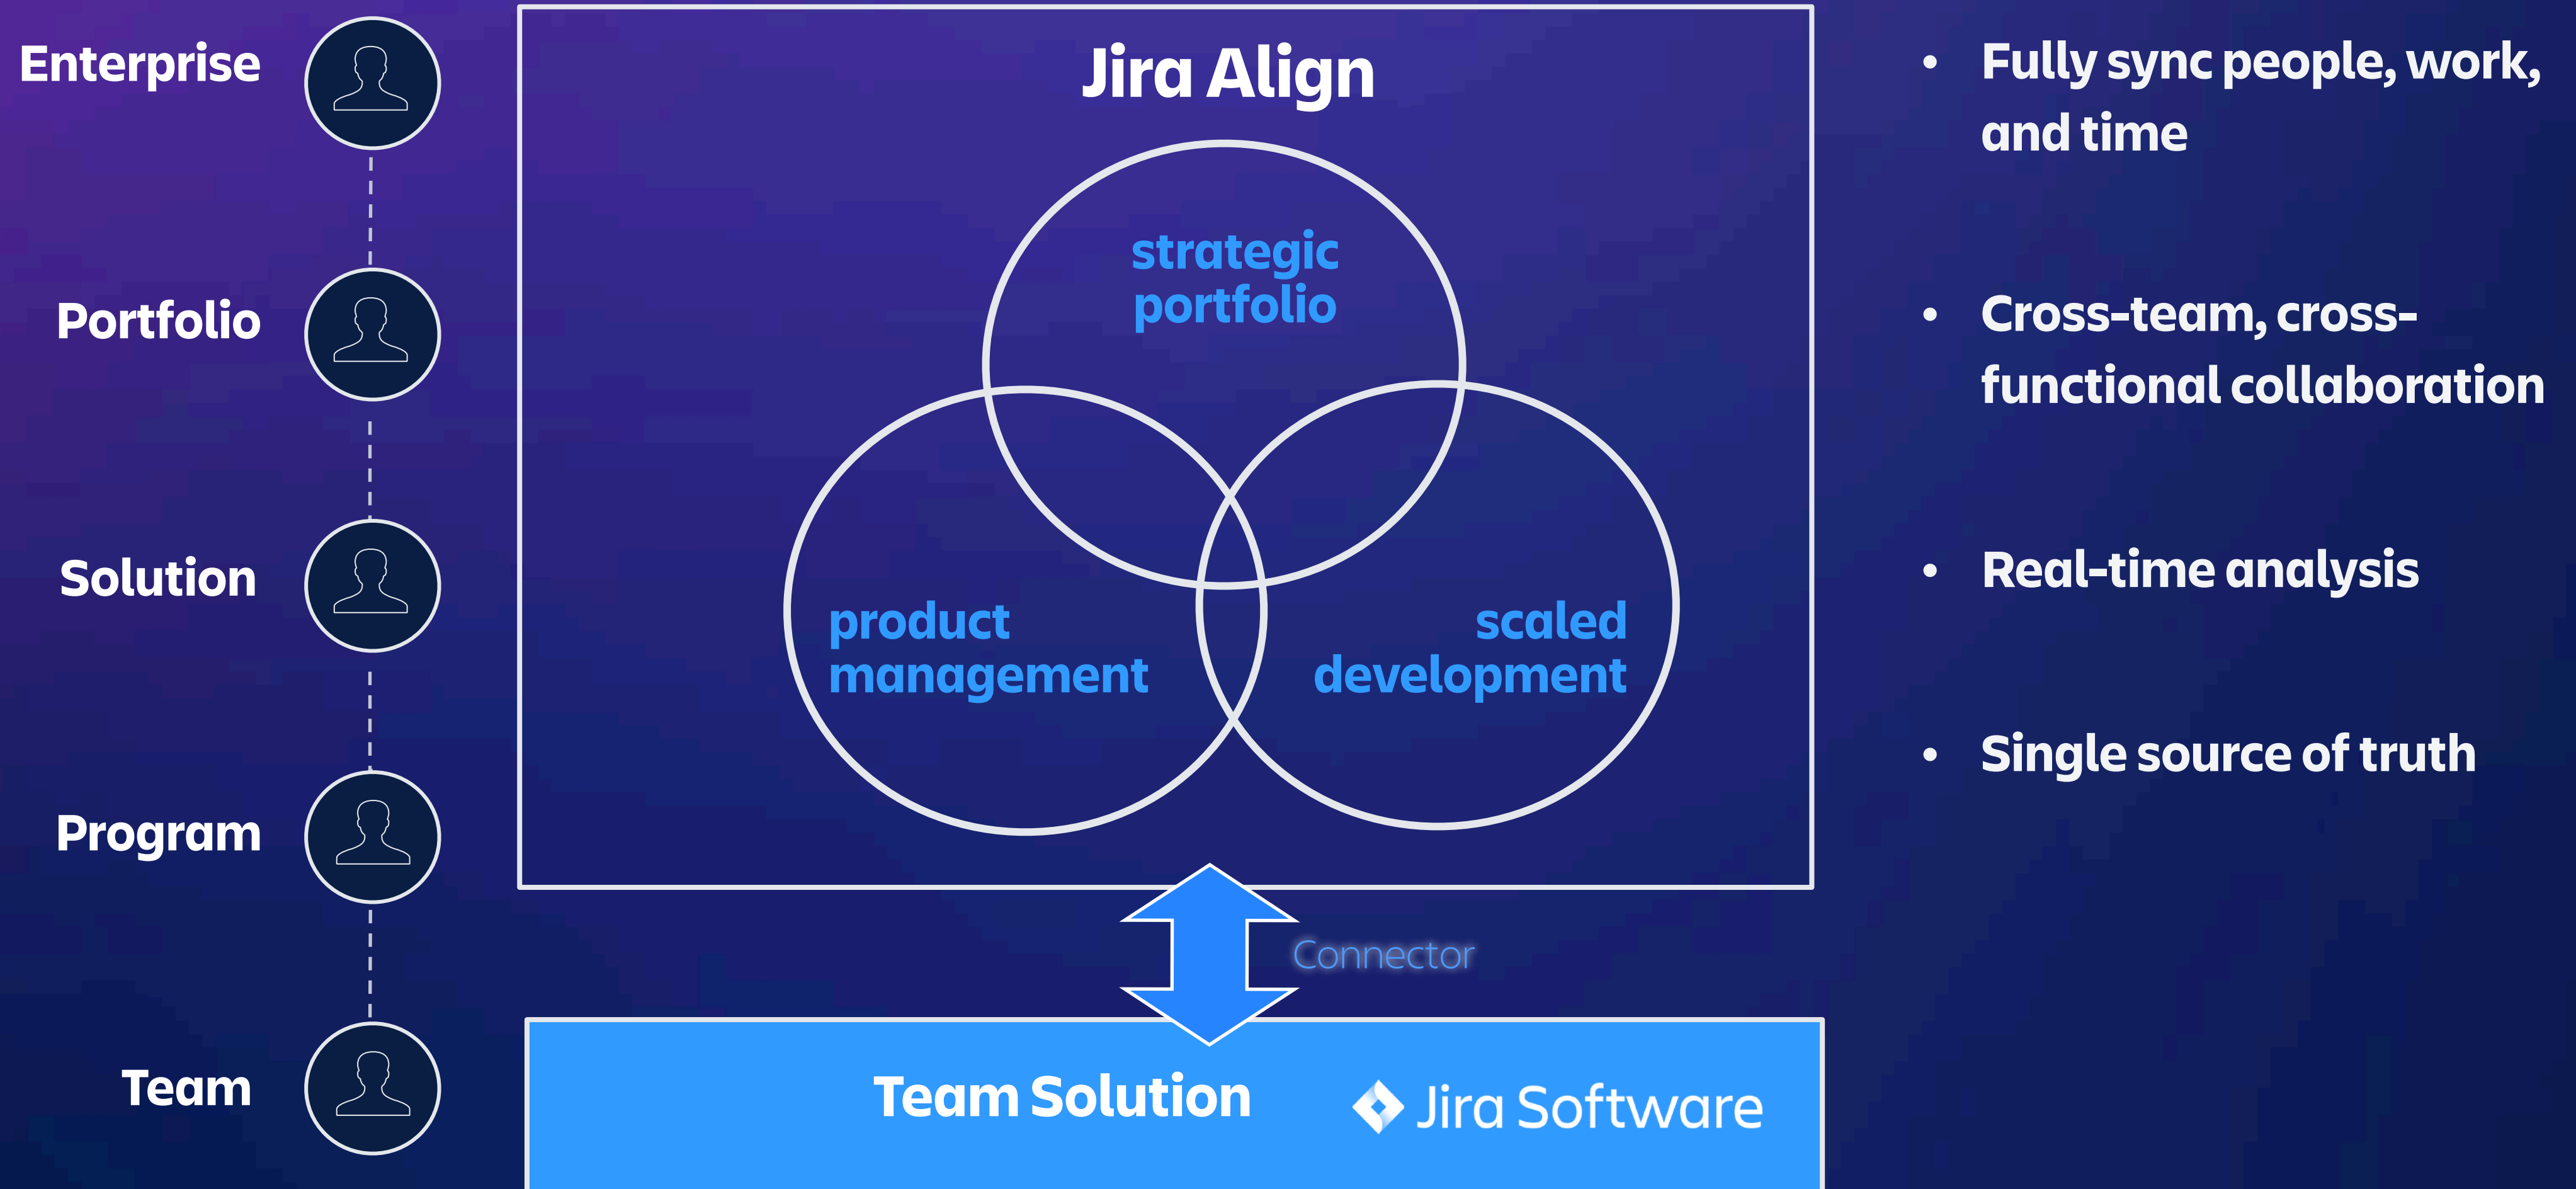 Enterprise
Portfolio
Solution
Program
Team
Jira Align
strategic
portfolio
product
management
scaled
development
Connector
Team Solution
Jira Software
• Fully sync people, work,
and time
• Cross-team, cross-
functional collaboration
• Real-time analysis
• Single source of truth